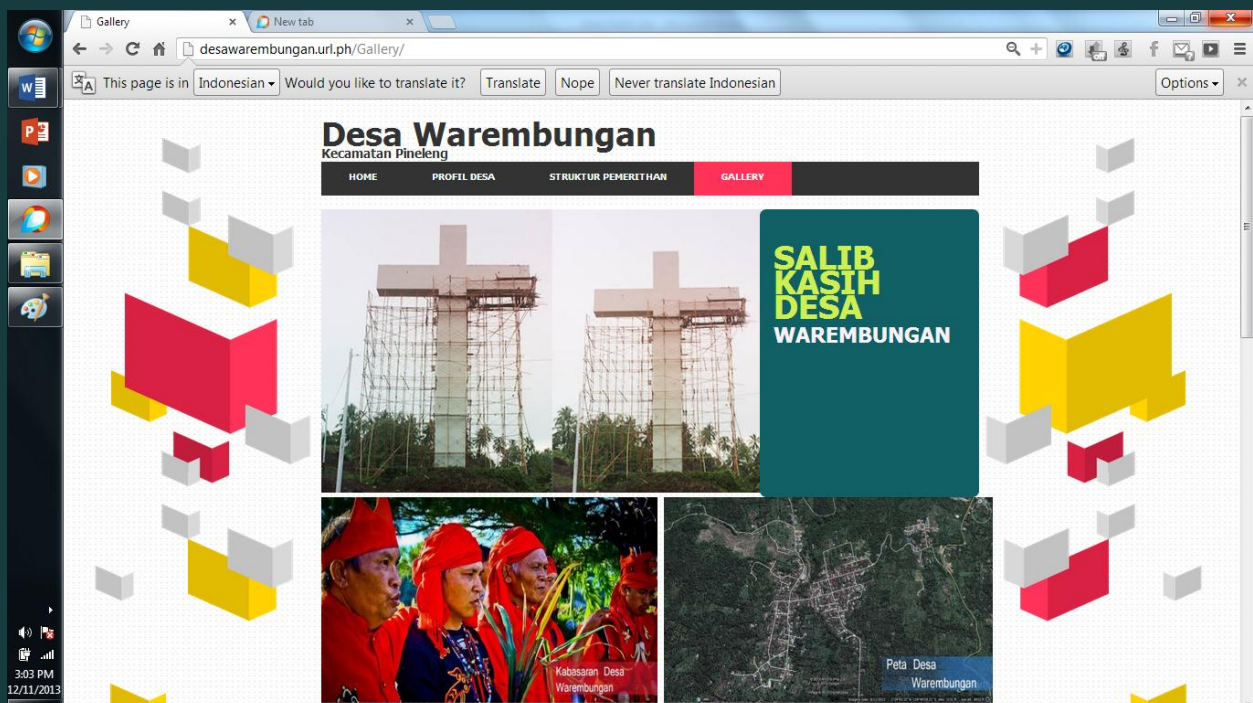 Gallery
New tab
desawarembungan.url.ph/Gallery/
This page is in Indonesian Would you like to translate it? Translate Nope Never translate Indonesian Options
Desa Warembungan
Kecamatan Pineleng
HOME PROFIL DESA STRUKTUR PEMERITHAN GALLERY
SALIB
KASIH
DESA
WAREMBUNGAN
Kabasaran Desa
Warembungan
Peta Desa
Warembungan
3:03 PM
12/11/2013